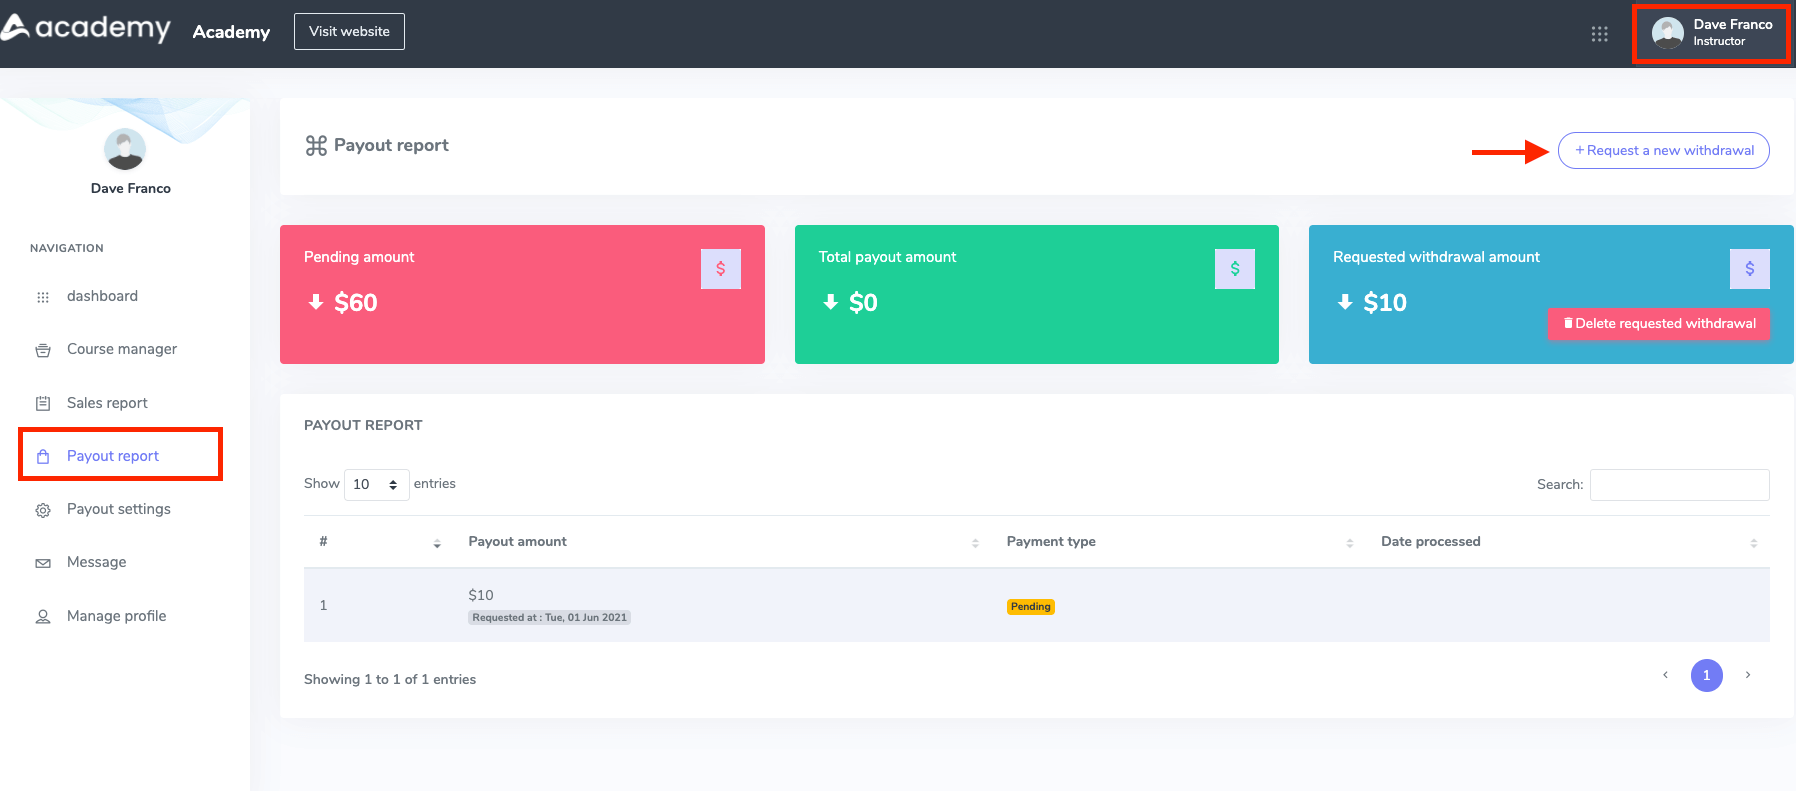 academy
Academy
Visit website
Dave Franco
Instructor
Dave Franco
NAVIGATION
dashboard
Course manager
Sales report
Payout report
Payout settings
Message
Manage profile
Payout report
+ Request a new withdrawal
Pending amount
$
$60
Total payout amount
$
$0
Requested withdrawal amount
$
$10
Delete requested withdrawal
PAYOUT REPORT
Show 10 entries
Search:
# Payout amount Payment type Date processed
1
$10
Requested at : Tue, 01 Jun 2021
Pending
Showing 1 to 1 of 1 entries
‹ 1 ›